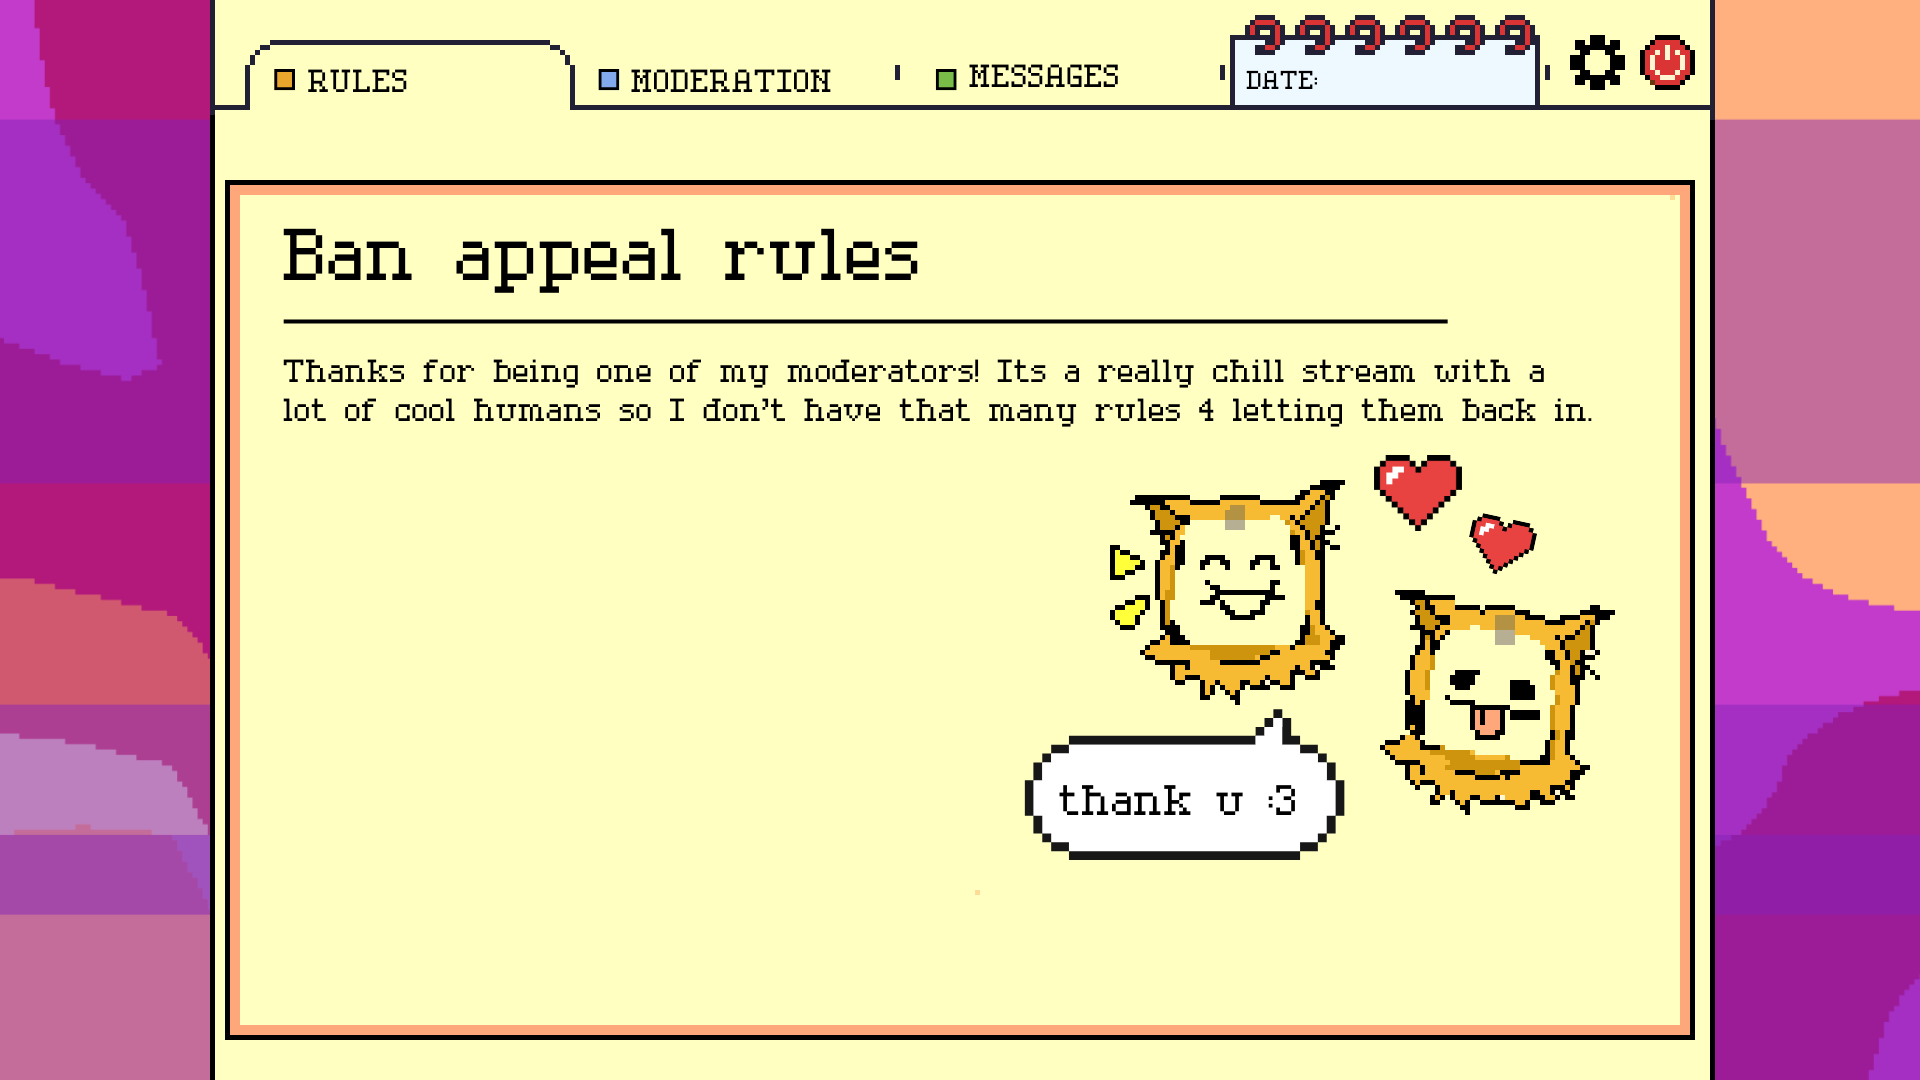 RULES
MODERATION
MESSAGES
DATE:
Ban appeal rules
Thanks for being one of my moderators! Its a really chill stream with a
lot of cool humans so I don't have that many rules 4 letting them back in.
thank u :3